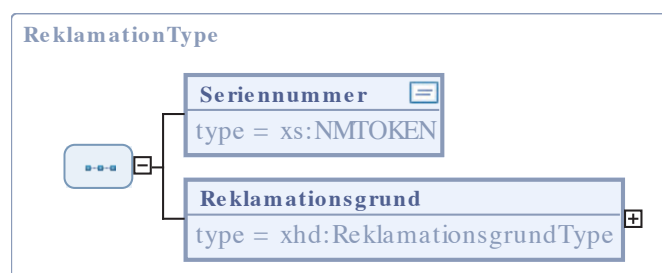 ReklamationType
Seriennummer
type = xs:NMTOKEN
Reklamationsgrund
type = xhd:ReklamationsgrundType